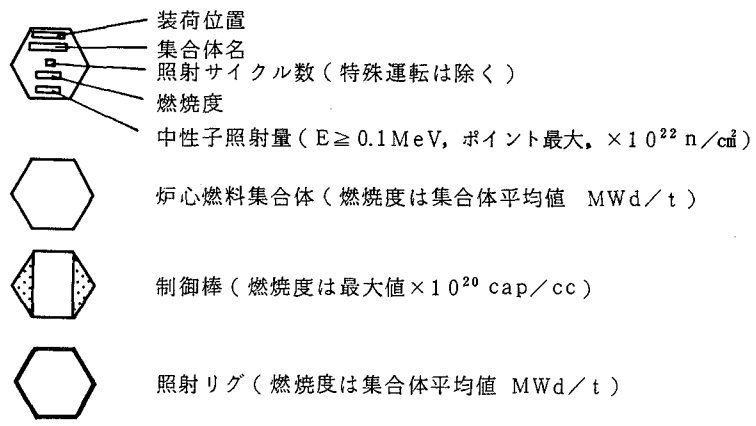 装荷位置
集合体名
照射サイクル数(特殊運転は除く)
燃焼度
中性子照射量(E≧0.1MeV, ポイント最大, ×10²² n/c㎡)
炉心燃料集合体(燃焼度は集合体平均値 MWd/t)
制御棒(燃焼度は最大値×10²⁰ cap/cc)
照射リグ(燃焼度は集合体平均値 MWd/t)